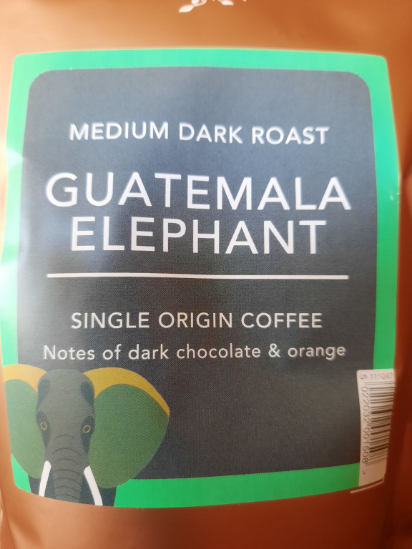 MEDIUM DARK ROAST
GUATEMALA
ELEPHANT
SINGLE ORIGIN COFFEE
Notes of dark chocolate & orange